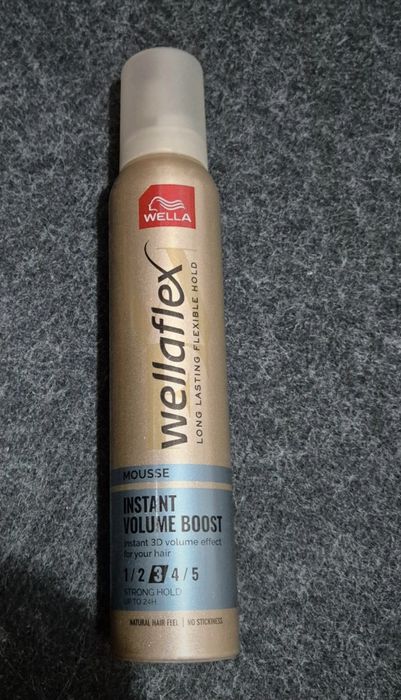 WELLA
wellaflex
LONG LASTING FLEXIBLE HOLD
MOUSSE
INSTANT
VOLUME BOOST
instant 3D volume effect
for your hair
1/2/3/4/5
STRONG HOLD
UP TO 24H
NATURAL HAIR FEEL | NO STICKINESS